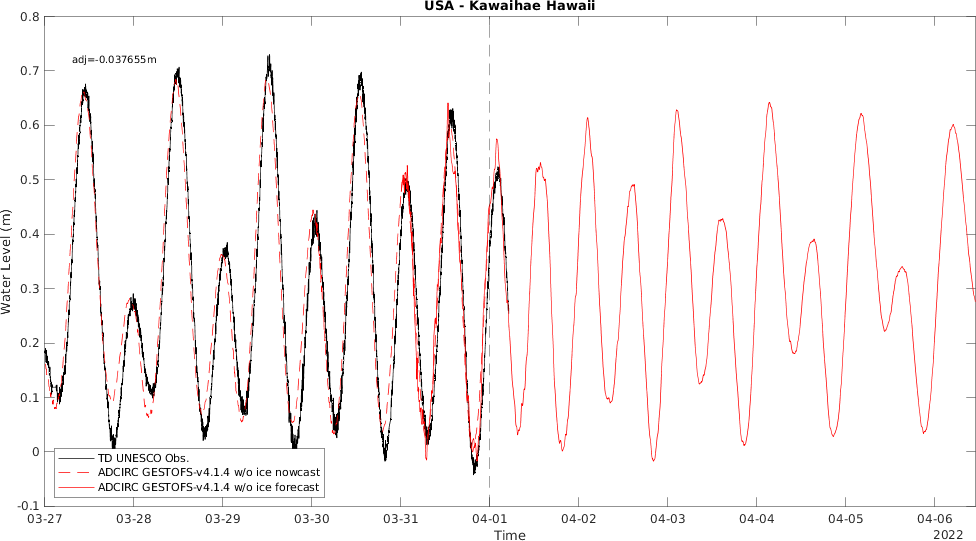 USA - Kawaihae Hawaii
adj=-0.037655m
Water Level (m)
0.8
0.7
0.6
0.5
0.4
0.3
0.2
0.1
0
-0.1
TD UNESCO Obs.
ADCIRC GESTOFS-v4.1.4 w/o ice nowcast
ADCIRC GESTOFS-v4.1.4 w/o ice forecast
03-27 03-28 03-29 03-30 03-31 04-01 04-02 04-03 04-04 04-05 04-06
Time
2022